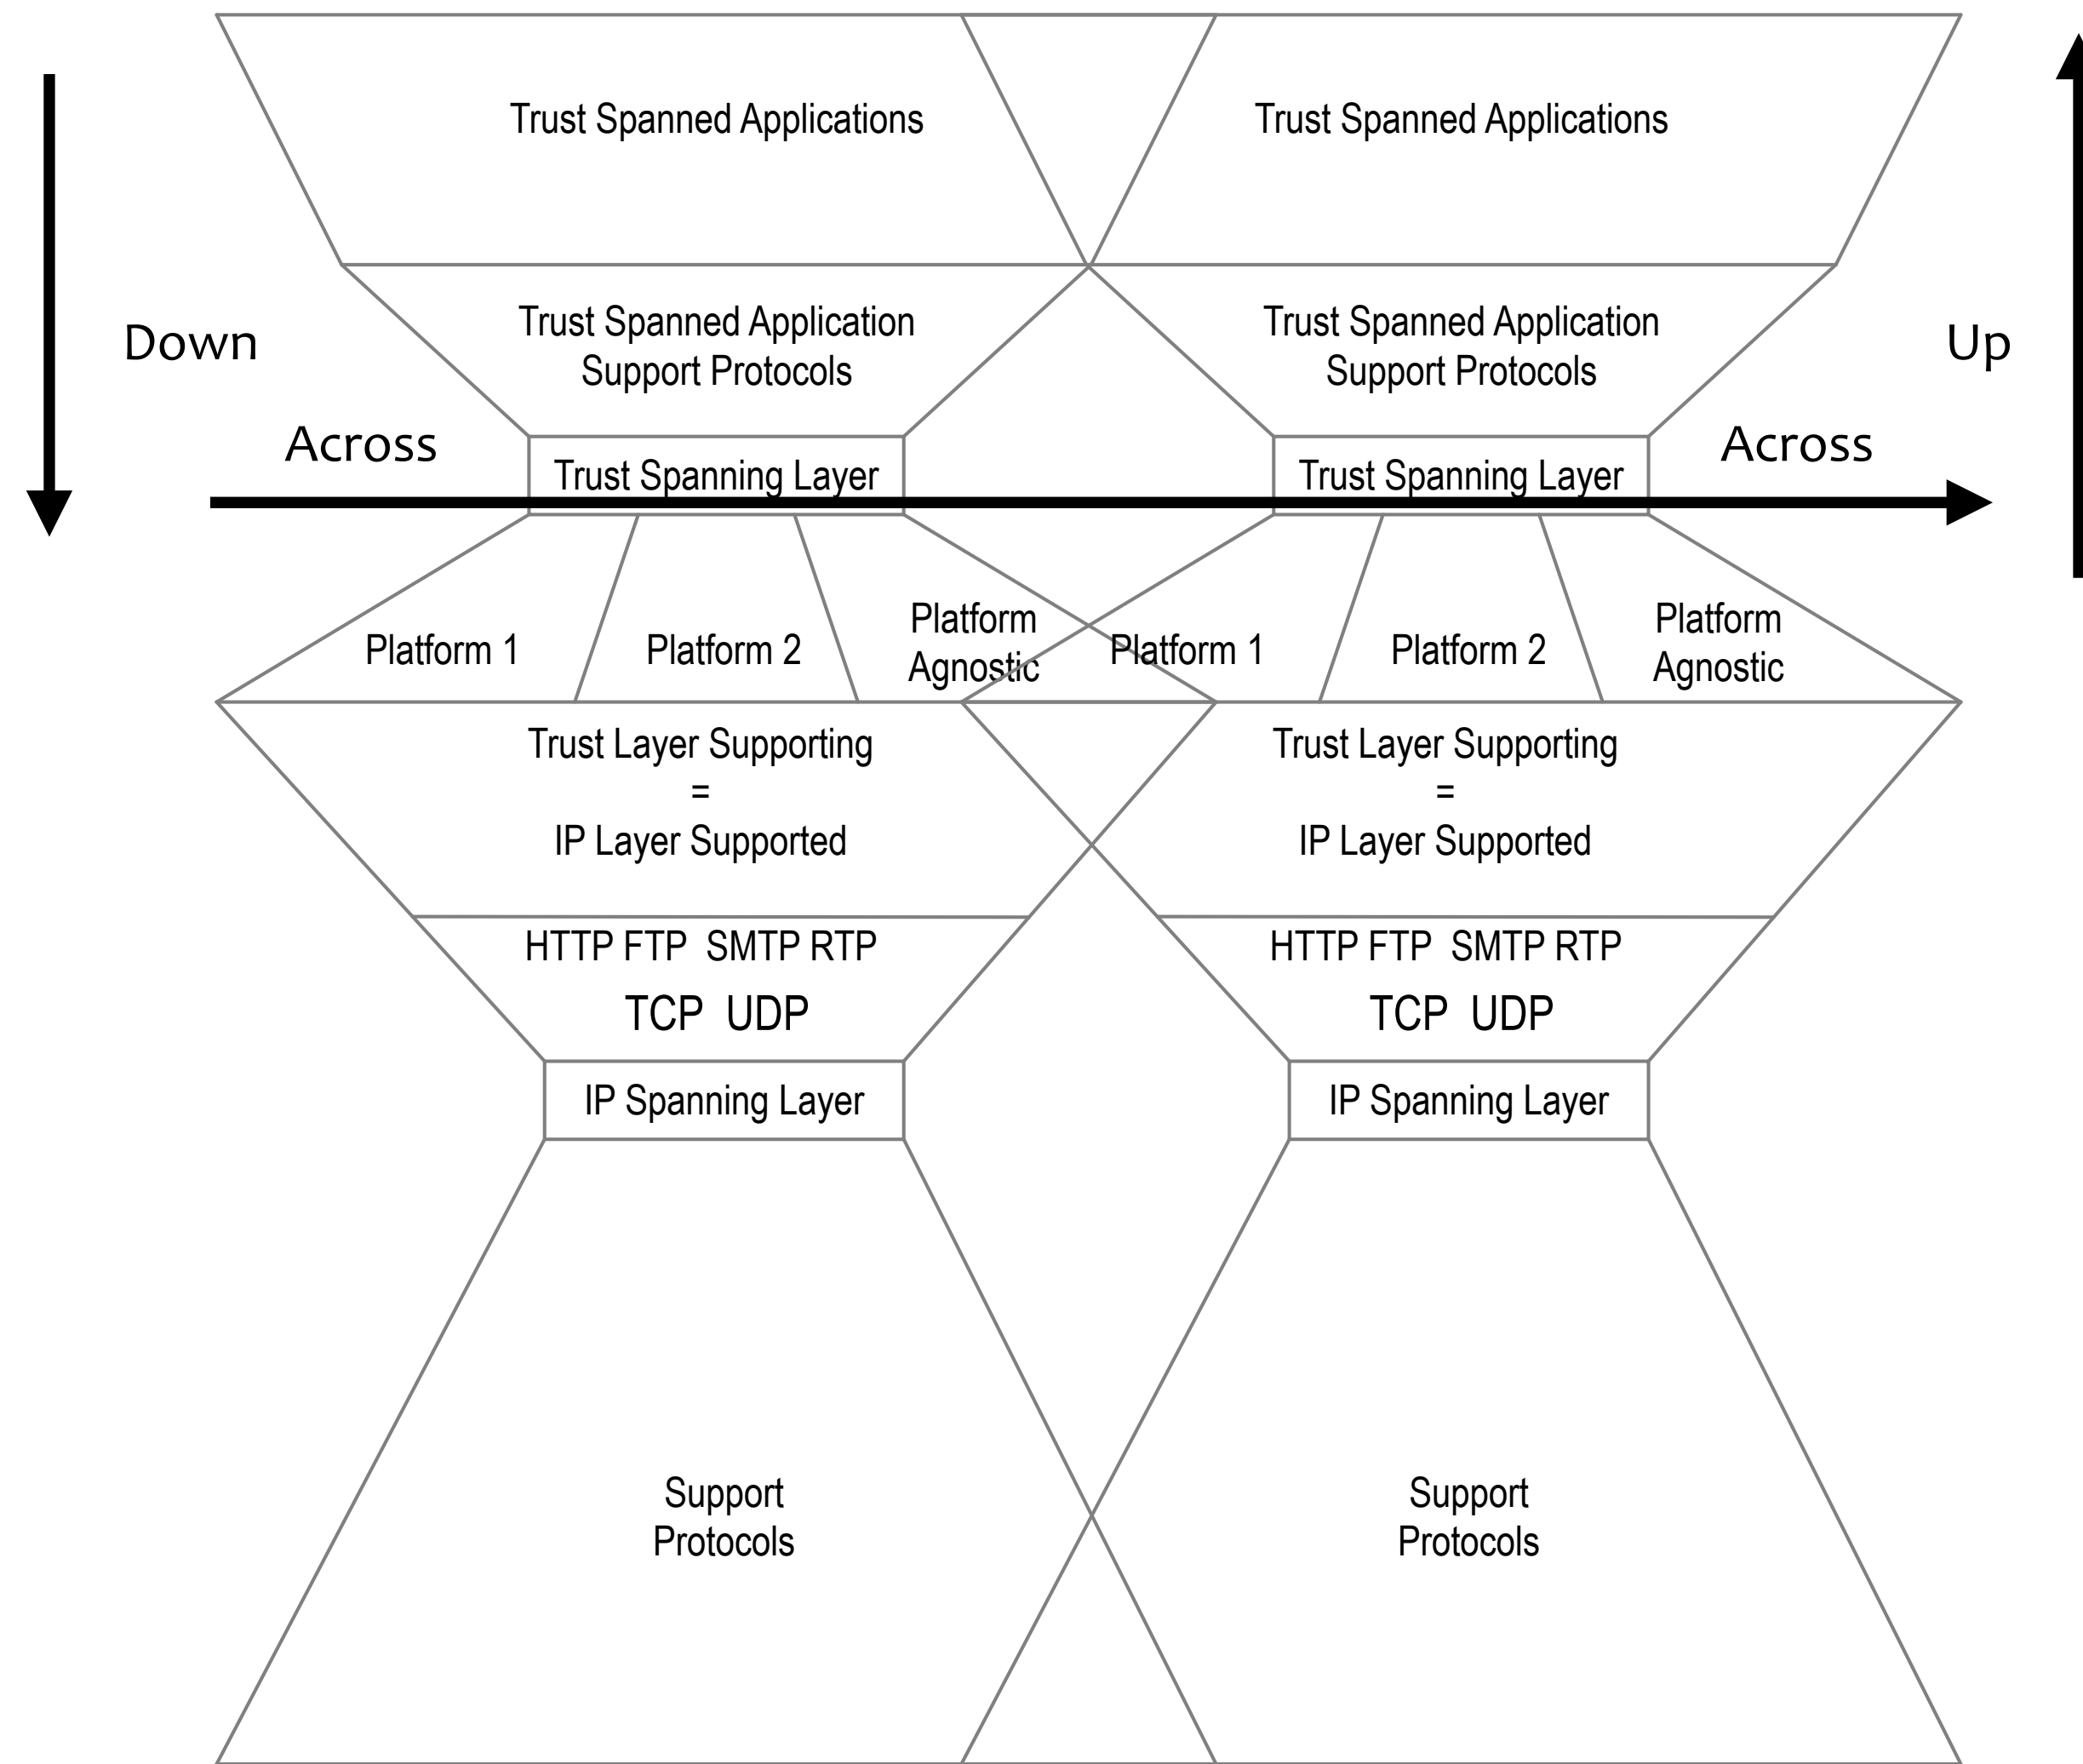 Trust Spanned Applications
Trust Spanned Applications
Down
Trust Spanned Application
Support Protocols
Trust Spanned Application
Support Protocols
Up
Across
Trust Spanning Layer
Trust Spanning Layer
Across
Platform 1
Platform 2
Platform
Agnostic
Platform 1
Platform 2
Platform
Agnostic
Trust Layer Supporting
=
IP Layer Supported
Trust Layer Supporting
=
IP Layer Supported
HTTP FTP SMTP RTP
TCP UDP
HTTP FTP SMTP RTP
TCP UDP
IP Spanning Layer
IP Spanning Layer
Support
Protocols
Support
Protocols